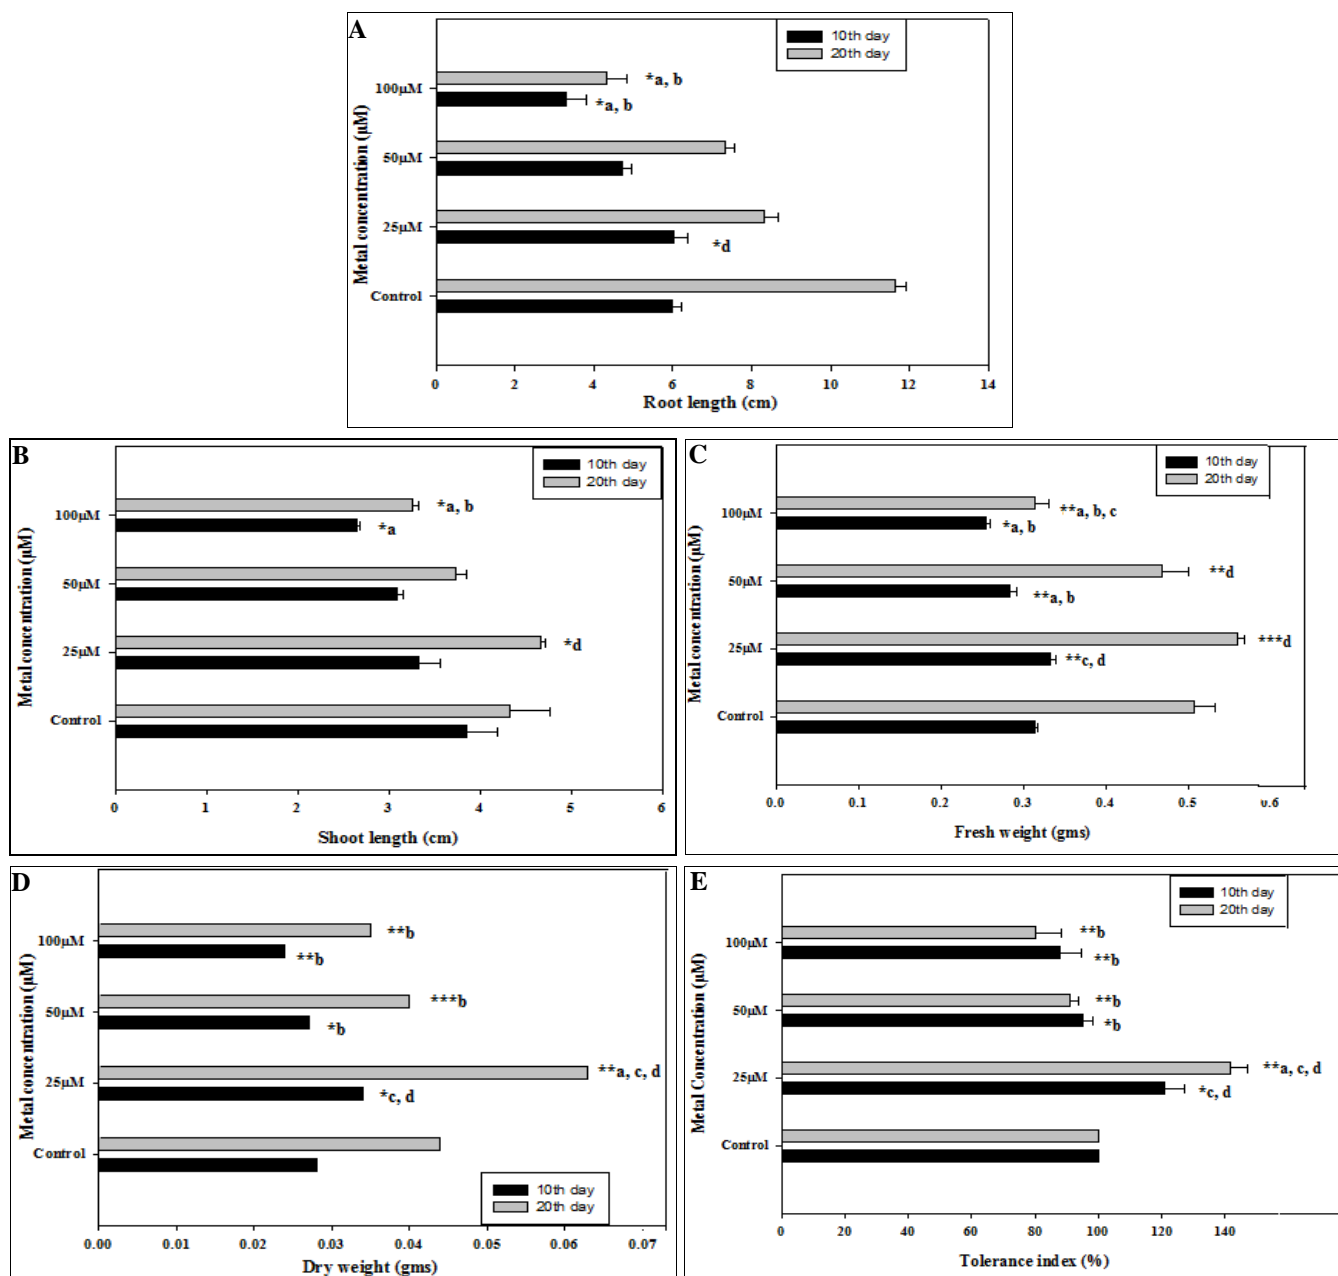 A
10th day
20th day
Metal concentration (µM)
100µM
*a, b
*a, b
50µM
25µM
*d
Control
0 2 4 6 8 10 12 14
Root length (cm)
B
10th day
20th day
Metal concentration (µM)
100µM
*a, b
*a
50µM
25µM
*d
Control
0 1 2 3 4 5 6
Shoot length (cm)
C
10th day
20th day
Metal concentration (µM)
100µM
**a, b, c
*a, b
50µM
**d
**a, b
25µM
***d
**c, d
Control
0.0 0.1 0.2 0.3 0.4 0.5 0.6
Fresh weight (gms)
D
Metal concentration (µM)
100µM
**b
**b
50µM
***b
*b
25µM
**a, c, d
*c, d
Control
10th day
20th day
0.00 0.01 0.02 0.03 0.04 0.05 0.06 0.07
Dry weight (gms)
E
10th day
20th day
Metal Concentration (µM)
100µM
**b
**b
50µM
**b
*b
25µM
**a, c, d
*c, d
Control
0 20 40 60 80 100 120 140
Tolerance index (%)